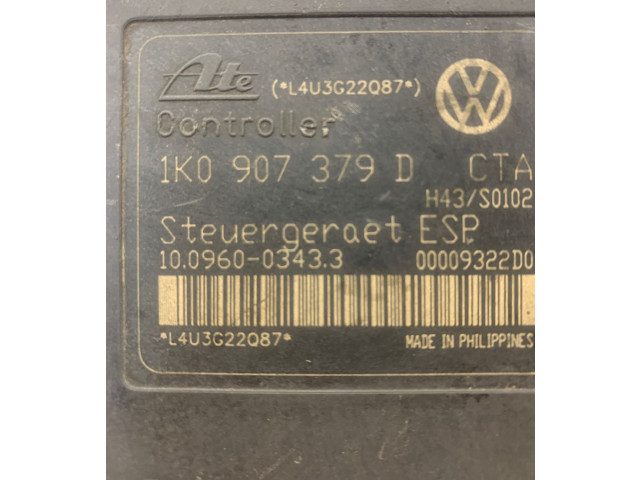 Ate (*L4U3G22Q87*)
Controller
1K0 907 379 D CTA
H43/S0102
Steuergeraet ESP
10.0960-0343.3 00009322D0
*L4U3G22Q87* MADE IN PHILIPPINES